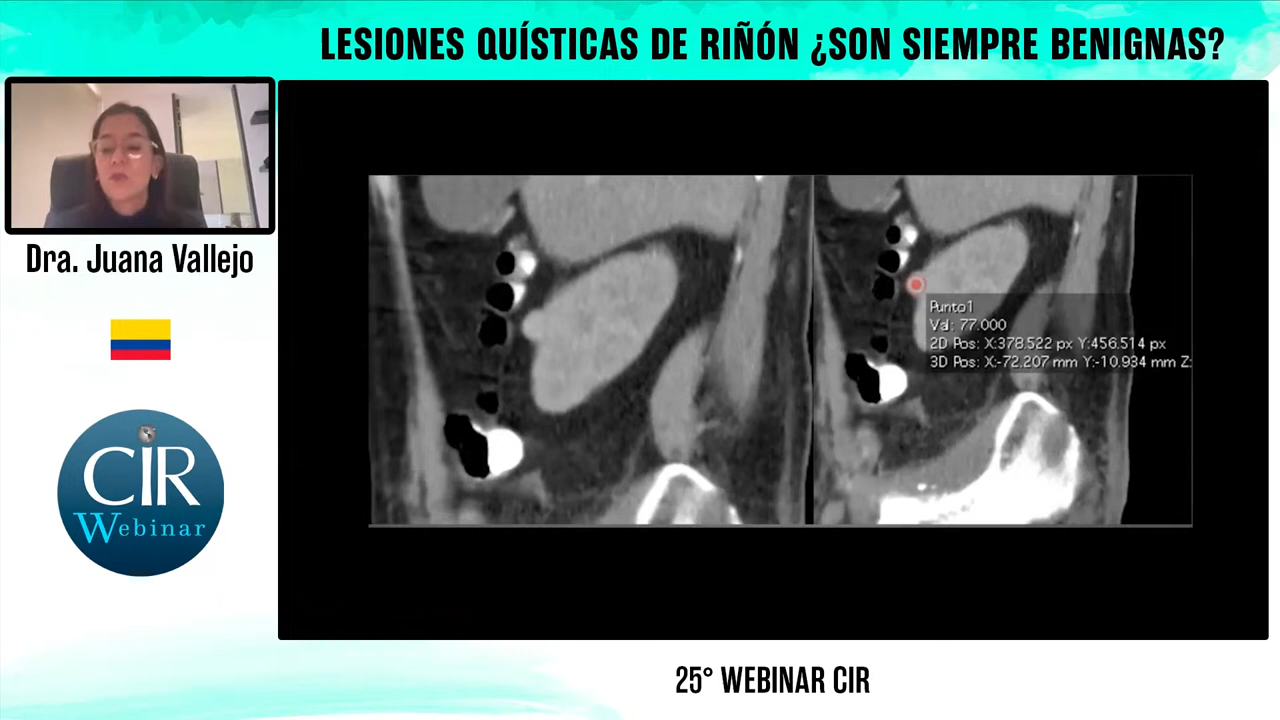 LESIONES QUÍSTICAS DE RIÑÓN ¿SON SIEMPRE BENIGNAS?
Dra. Juana Vallejo
CIR
Webinar
Punto1
Val: 77.000
2D Pos: X:378.522 px Y:456.514 px
3D Pos: X:-72.207 mm Y:-10.934 mm Z:
25° WEBINAR CIR